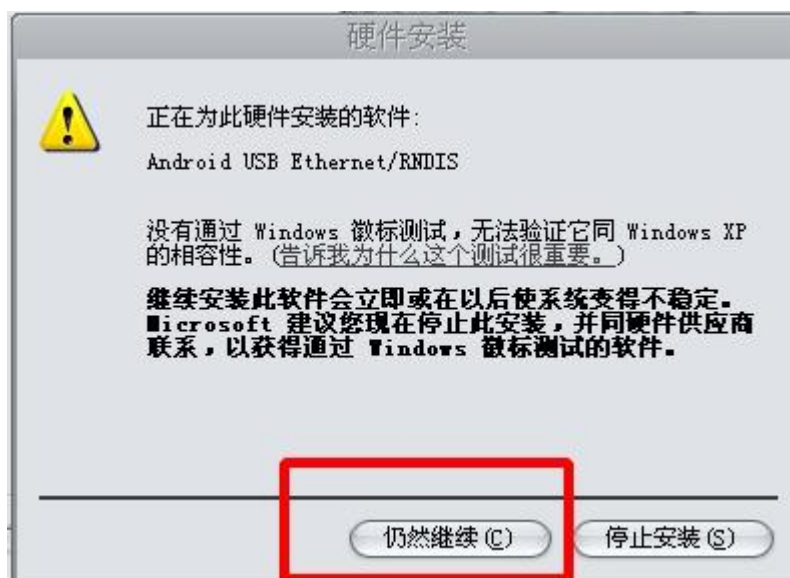 硬件安装
正在为此硬件安装的软件:
Android USB Ethernet/RNDIS
没有通过 Windows 徽标测试，无法验证它同 Windows XP
的相容性。(告诉我为什么这个测试很重要。)
继续安装此软件会立即或在以后使系统变得不稳定。
Microsoft 建议您现在停止此安装，并同硬件供应商
联系，以获得通过 Windows 徽标测试的软件。
仍然继续(C) 停止安装(S)